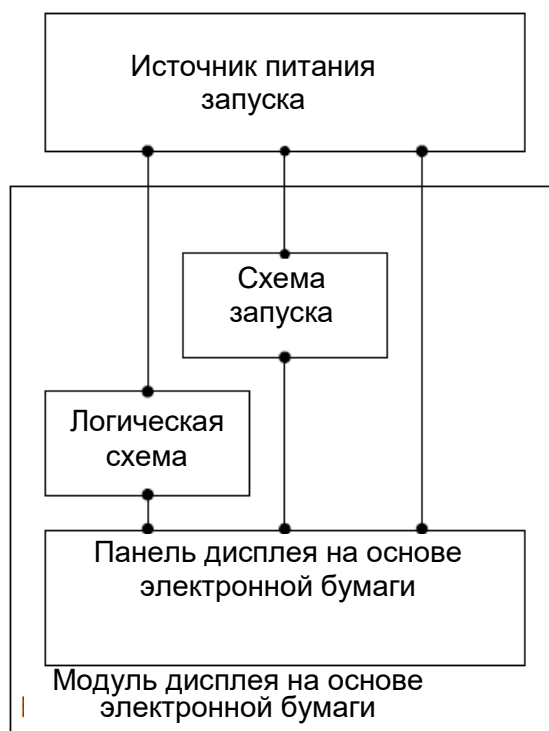 Источник питания
запуска
Схема
запуска
Логическая
схема
Панель дисплея на основе
электронной бумаги
Модуль дисплея на основе
электронной бумаги